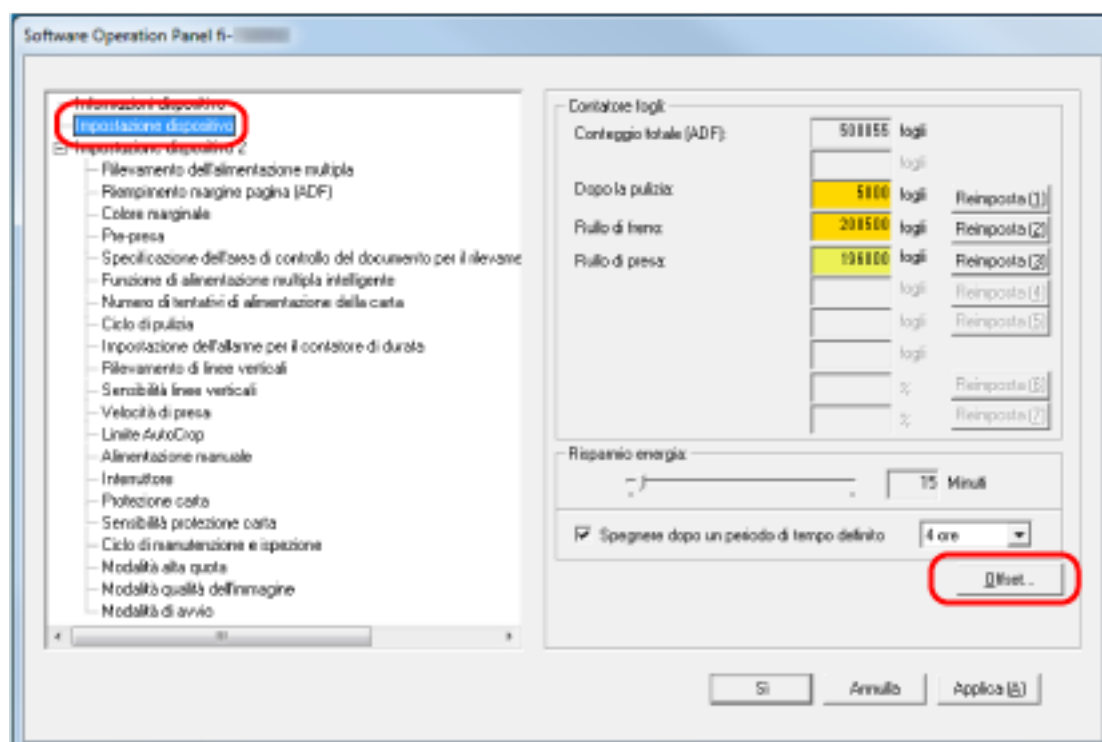 Software Operation Panel fi-
Informazioni dispositivo
Impostazione dispositivo
Impostazione dispositivo 2
Rilevamento dell'alimentazione multipla
Riempimento margine pagina (ADF)
Colore marginale
Pre-presa
Specificazione dell'area di controllo del documento per il rilevame
Funzione di alimentazione multipla intelligente
Numero di tentativi di alimentazione della carta
Ciclo di pulizia
Impostazione dell'allarme per il contatore di durata
Rilevamento di linee verticali
Sensibilità linee verticali
Velocità di presa
Limite AutoCrop
Alimentazione manuale
Interruttore
Protezione carta
Sensibilità protezione carta
Ciclo di manutenzione e ispezione
Modalità alta quota
Modalità qualità dell'immagine
Modalità di avvio
Contatore fogli:
Conteggio totale (ADF): fogli
fogli
Dopo la pulizia: 5000 fogli Reimposta (1)
Rullo di freno: 200500 fogli Reimposta (2)
Rullo di presa: fogli Reimposta (3)
fogli Reimposta (4)
fogli Reimposta (5)
fogli
% Reimposta (6)
% Reimposta (7)
Risparmio energia:
15 Minuti
Spegnere dopo un periodo di tempo definito 4 ore
Offset...
Sì Annulla Applica (A)